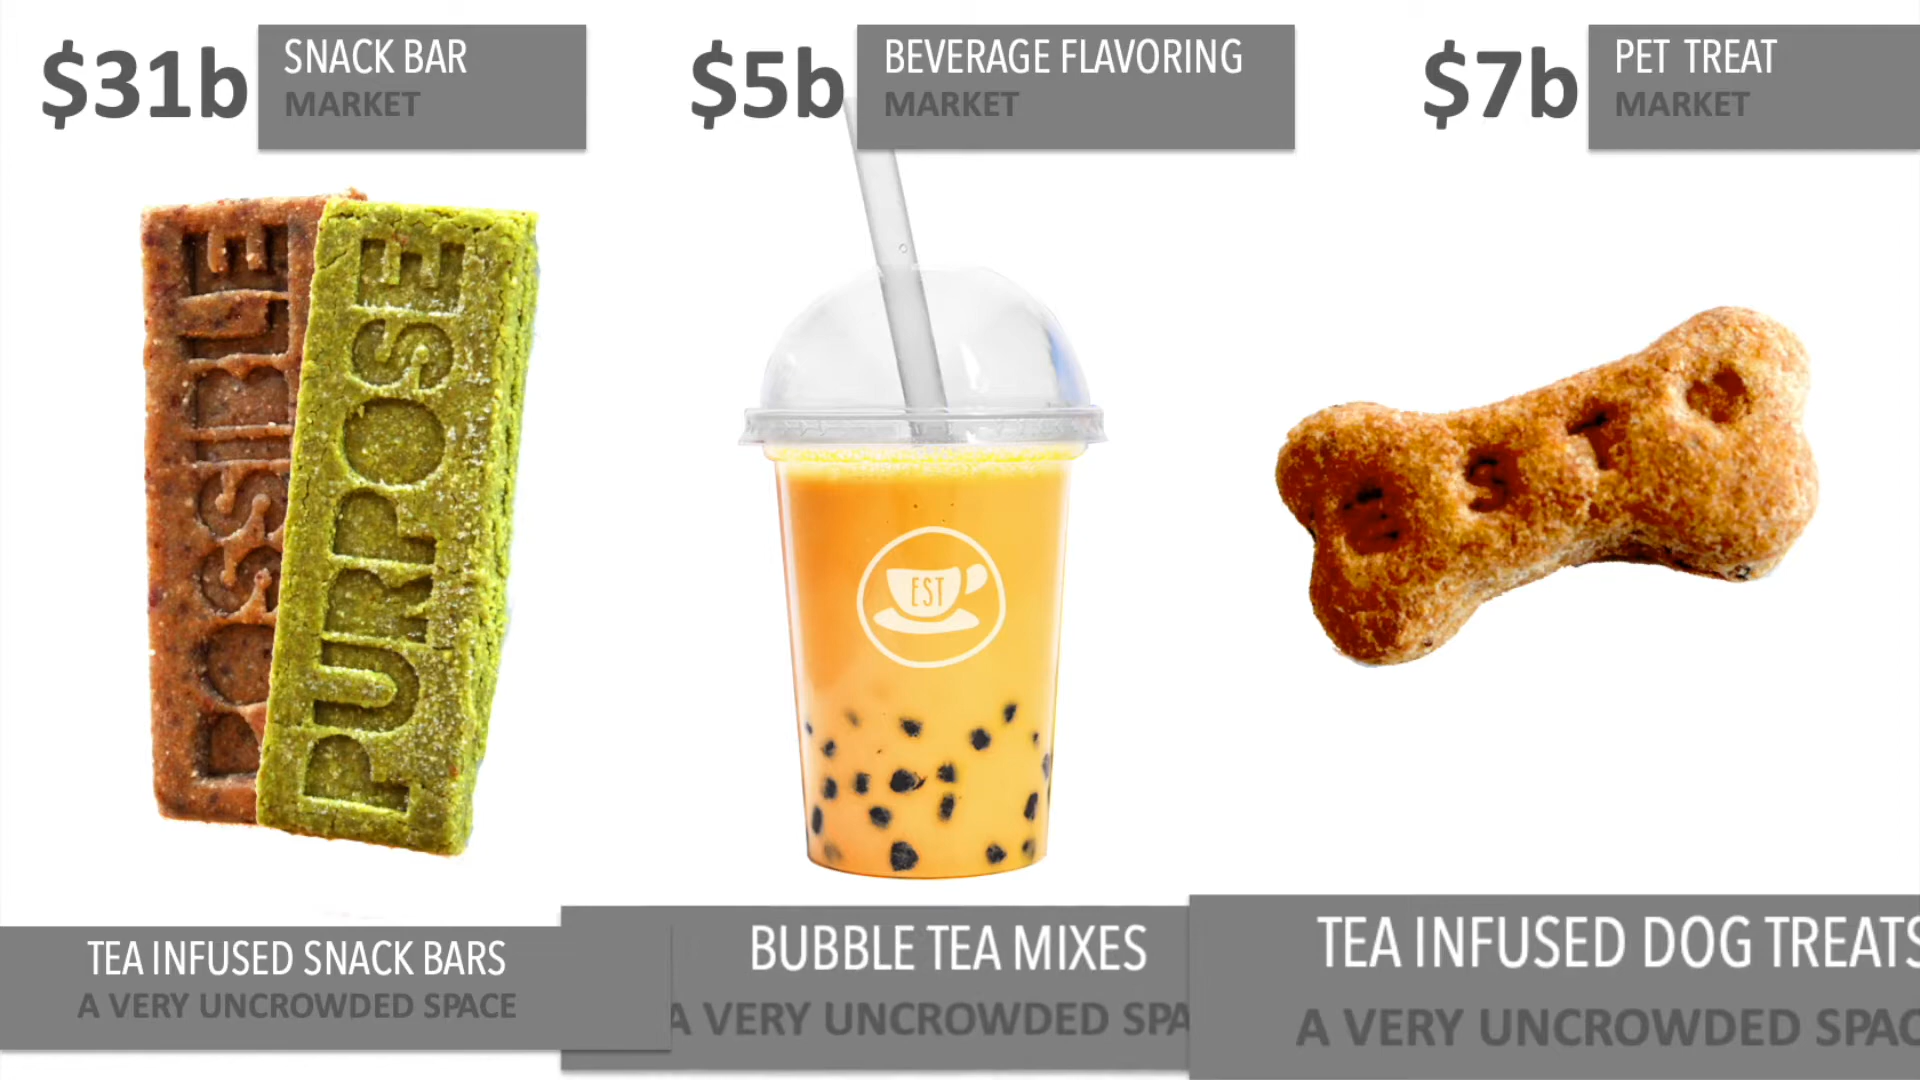 $31b
SNACK BAR
MARKET
$5b
BEVERAGE FLAVORING
MARKET
$7b
PET TREAT
MARKET
POSSIBLE
PURPOSE
EST
EST
TEA INFUSED SNACK BARS
A VERY UNCROWDED SPACE
BUBBLE TEA MIXES
A VERY UNCROWDED SPA
TEA INFUSED DOG TREATS
A VERY UNCROWDED SPAC